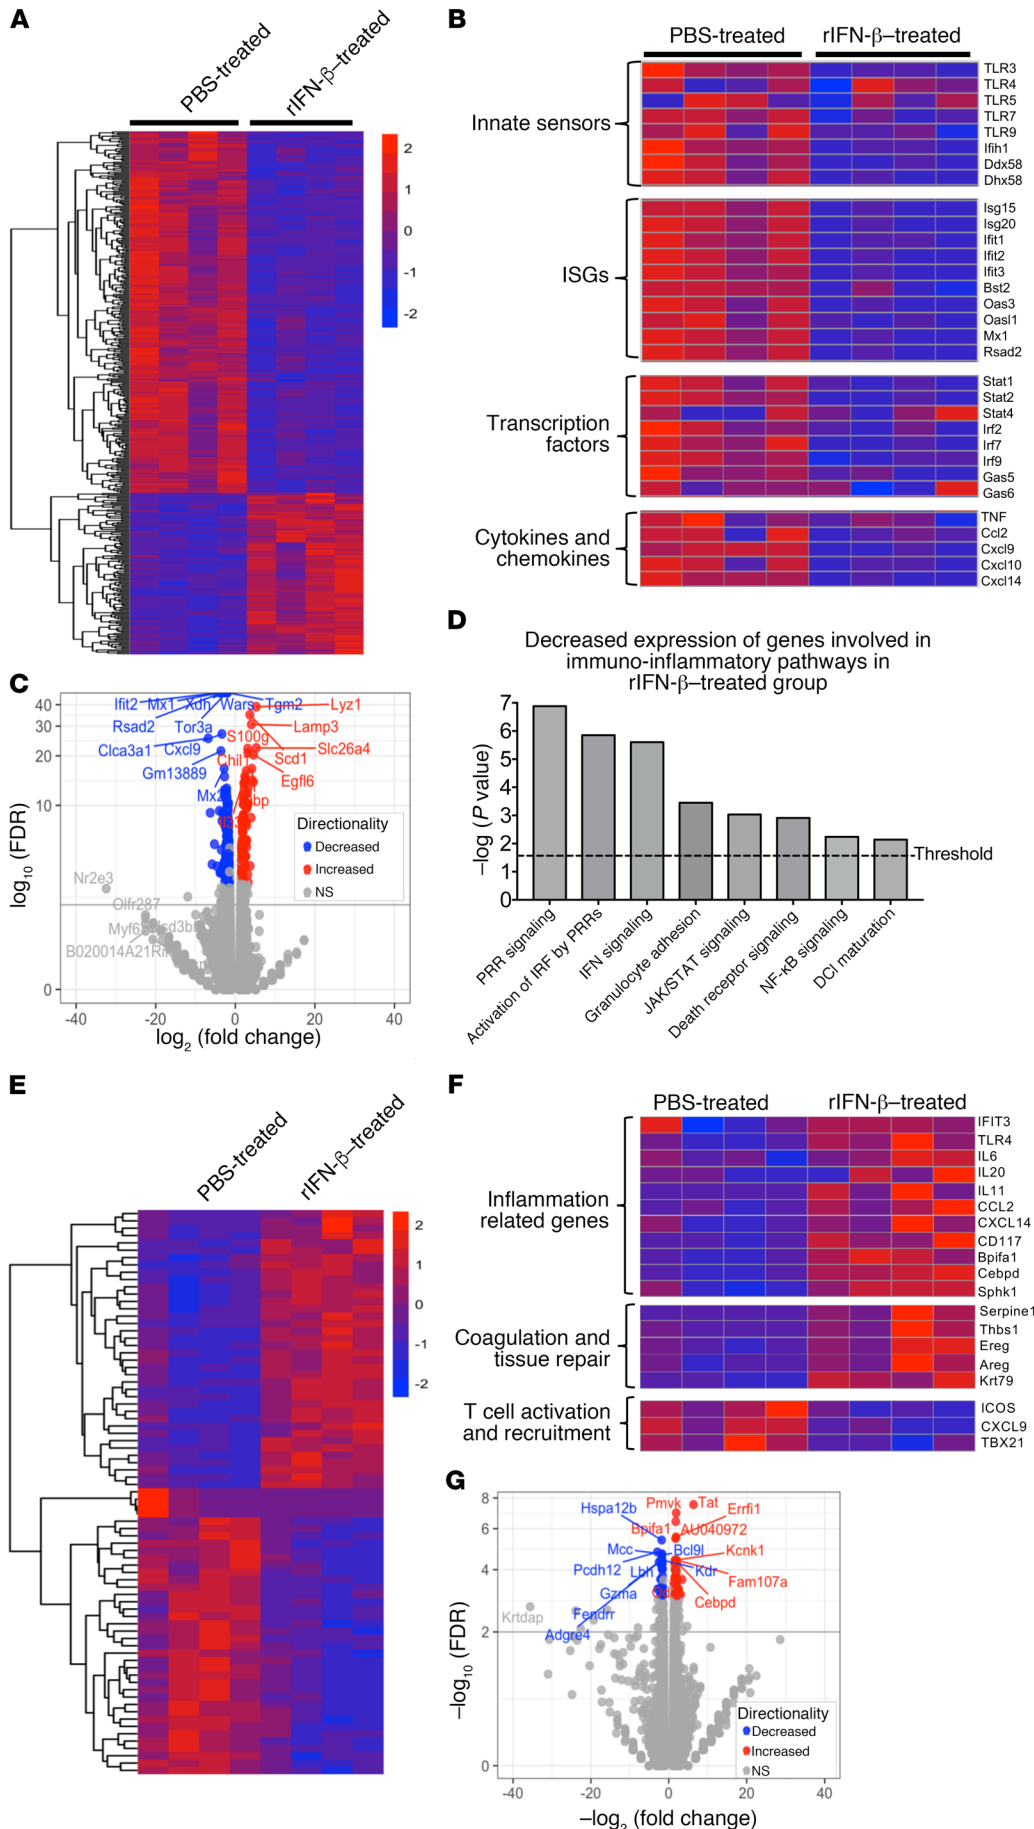 A
PBS-treated
rIFN-β–treated
2
1
0
-1
-2
B
PBS-treated
rIFN-β–treated
Innate sensors
TLR3
TLR4
TLR5
TLR7
TLR9
Ifih1
Ddx58
Dhx58
ISGs
Isg15
Isg20
Ifit1
Ifit2
Ifit3
Bst2
Oas3
Oasl1
Mx1
Rsad2
Transcription
factors
Stat1
Stat2
Stat4
Irf2
Irf7
Irf9
Gas5
Gas6
Cytokines and
chemokines
TNF
Ccl2
Cxcl9
Cxcl10
Cxcl14
C
40
30
20
10
0
log10 (FDR)
Ifit2 Mx1 Xdh Wars Tgm2 Lyz1
Rsad2 Tor3a Lamp3
S100g
Clca3a1 Cxcl9 Slc26a4
Chil1 Scd1
Gm13889 Egfl6
Mx2
Directionality
Decreased
Increased
NS
Nr2e3
Olfr287
B020014A21Rik
-40 -20 0 20 40
log2 (fold change)
D
Decreased expression of genes involved in
immuno-inflammatory pathways in
rIFN-β–treated group
–log (P value)
7
6
5
4
3
2
1
0
Threshold
PRR signaling
Activation of IRF by PRRs
IFN signaling
Granulocyte adhesion
JAK/STAT signaling
Death receptor signaling
NF-κB signaling
DCI maturation
E
PBS-treated
rIFN-β–treated
2
1
0
-1
-2
F
PBS-treated
rIFN-β–treated
Inflammation
related genes
IFIT3
TLR4
IL6
IL20
IL11
CCL2
CXCL14
CD117
Bpifa1
Cebpd
Sphk1
Coagulation and
tissue repair
Serpine1
Thbs1
Ereg
Areg
Krt79
T cell activation
and recruitment
ICOS
CXCL9
TBX21
G
8
6
4
2
0
–log10 (FDR)
Hspa12b Pmvk Tat Errfi1
Bpifa1 AU040972
Mcc Bcl9l Kcnk1
Pcdh12 Lbh Kdr
Fam107a
Gzma Cebpd
Krtdap Fendrr
Adgre4
Directionality
Decreased
Increased
NS
-40 -20 0 20 40
–log2 (fold change)